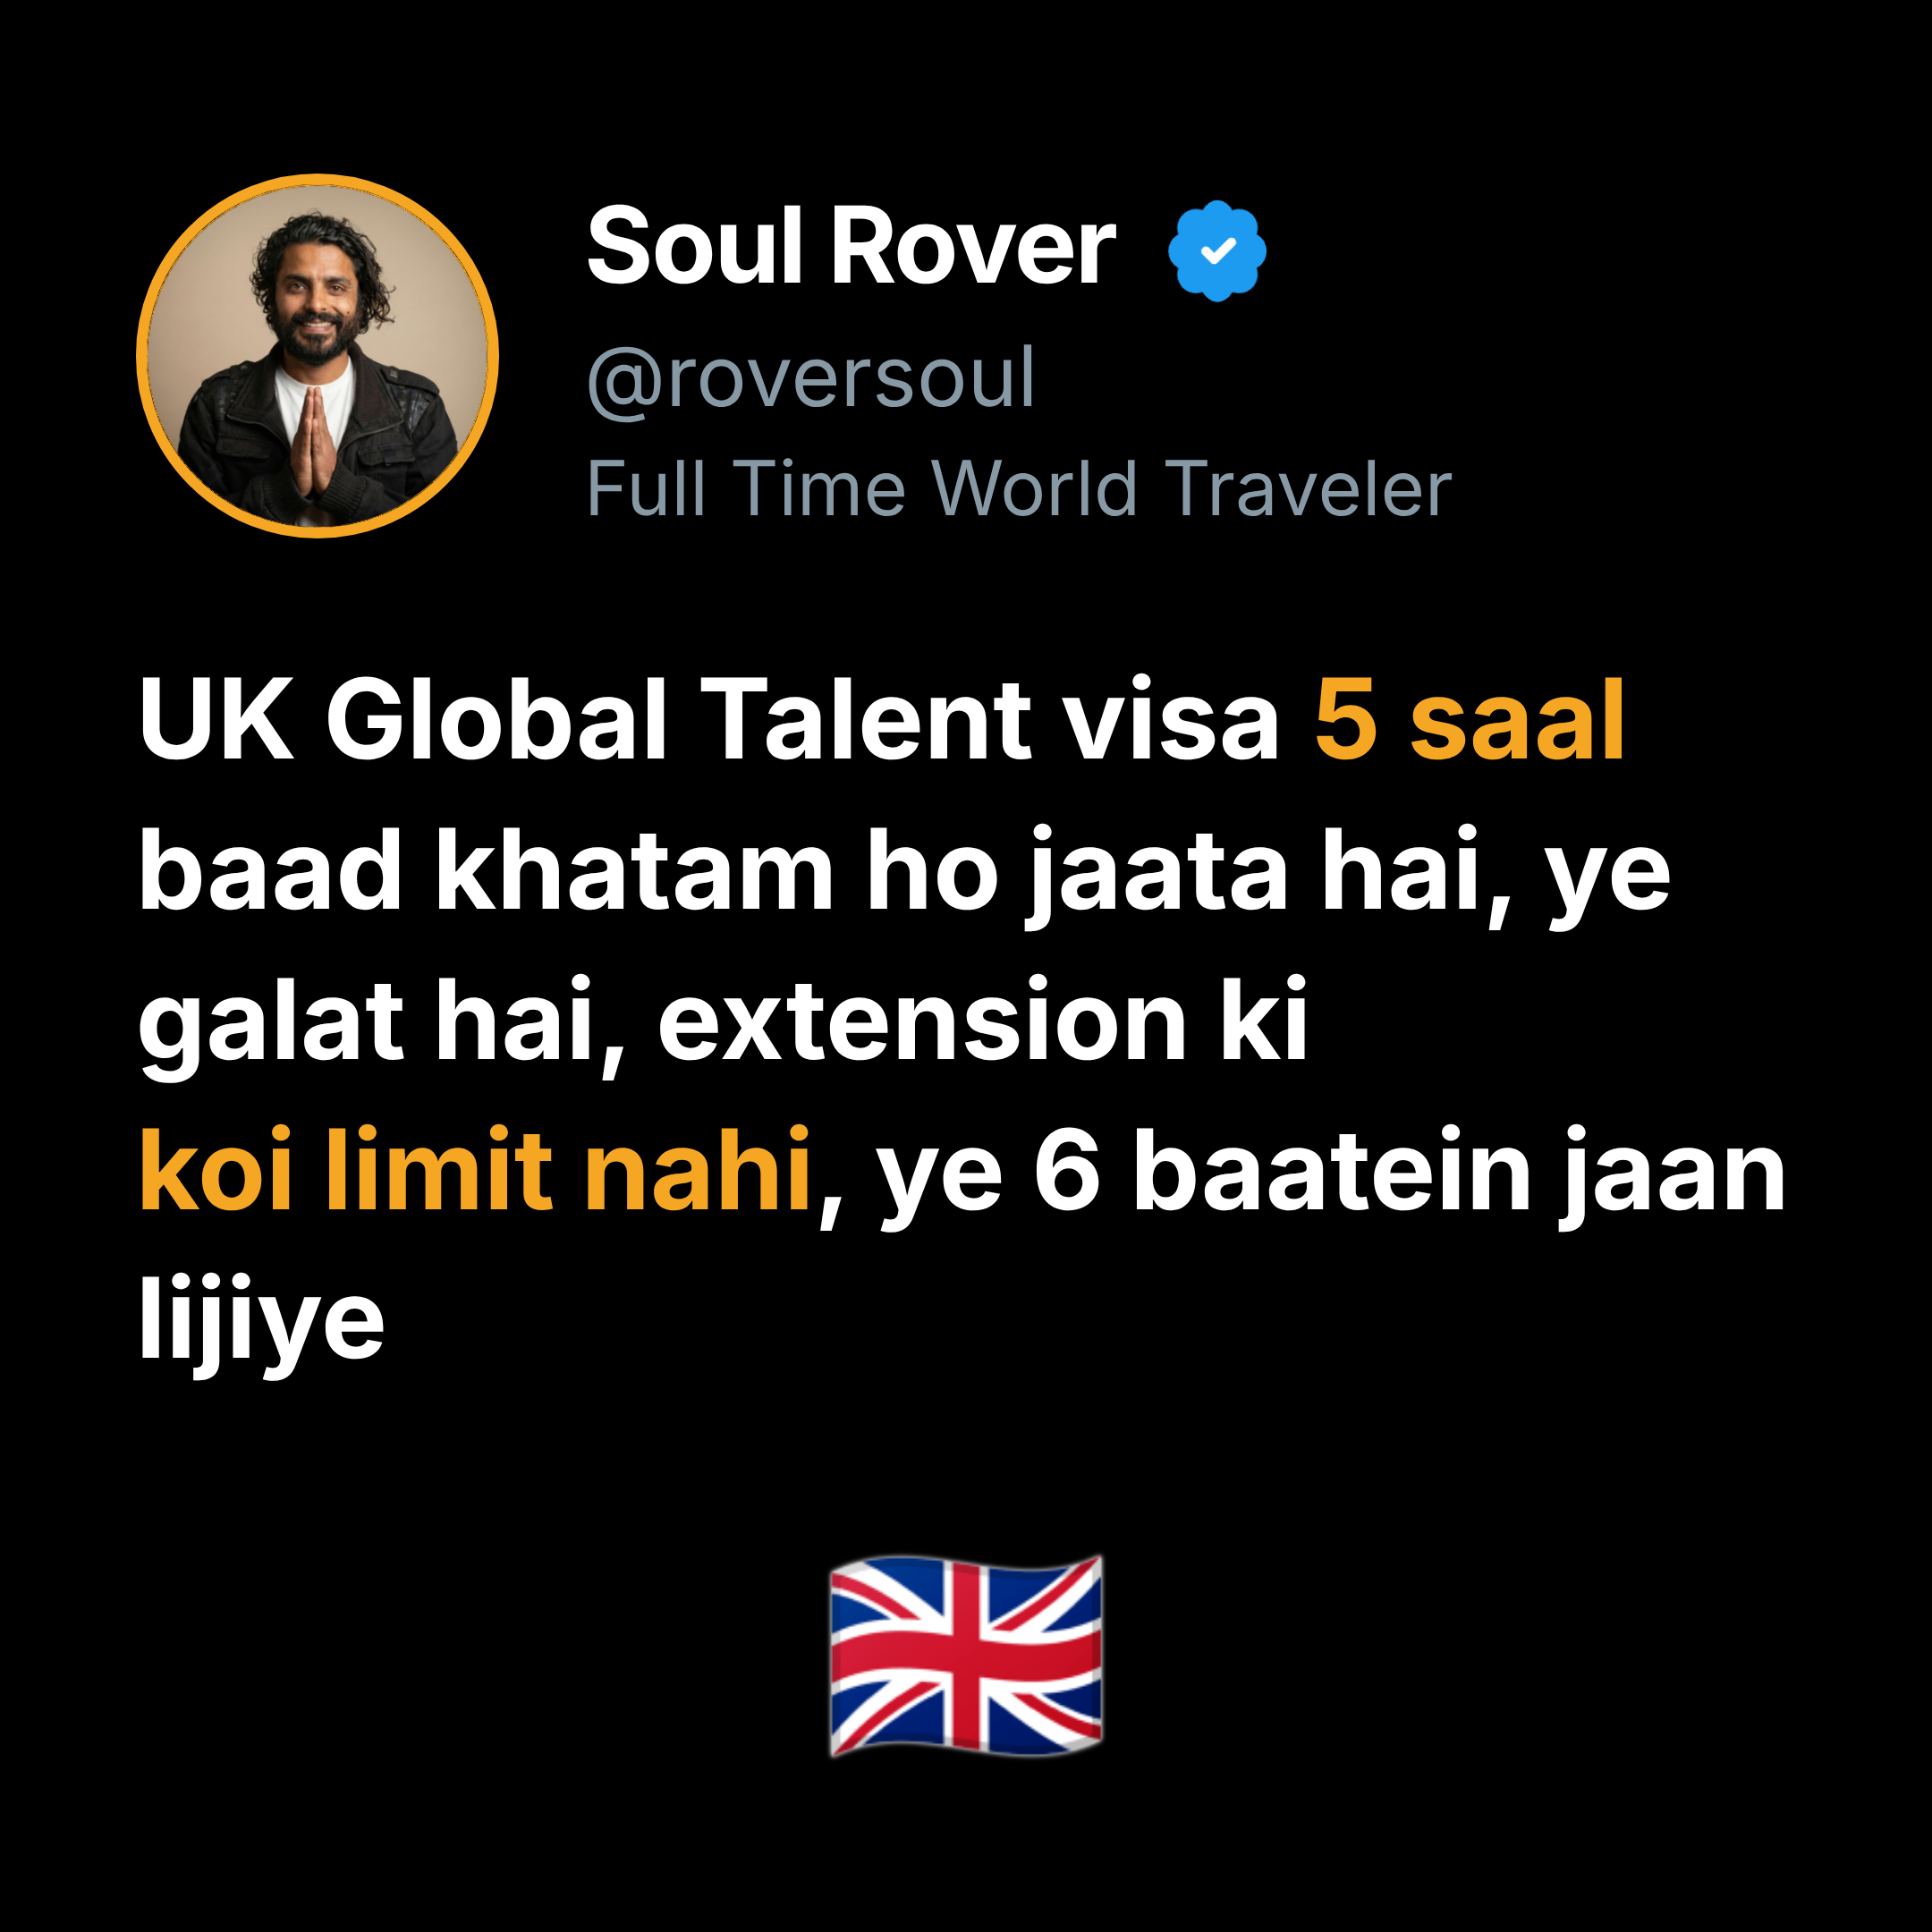 Soul Rover
@roversoul
Full Time World Traveler
UK Global Talent visa 5 saal
baad khatam ho jaata hai, ye
galat hai, extension ki
koi limit nahi, ye 6 baatein jaan
lijiye